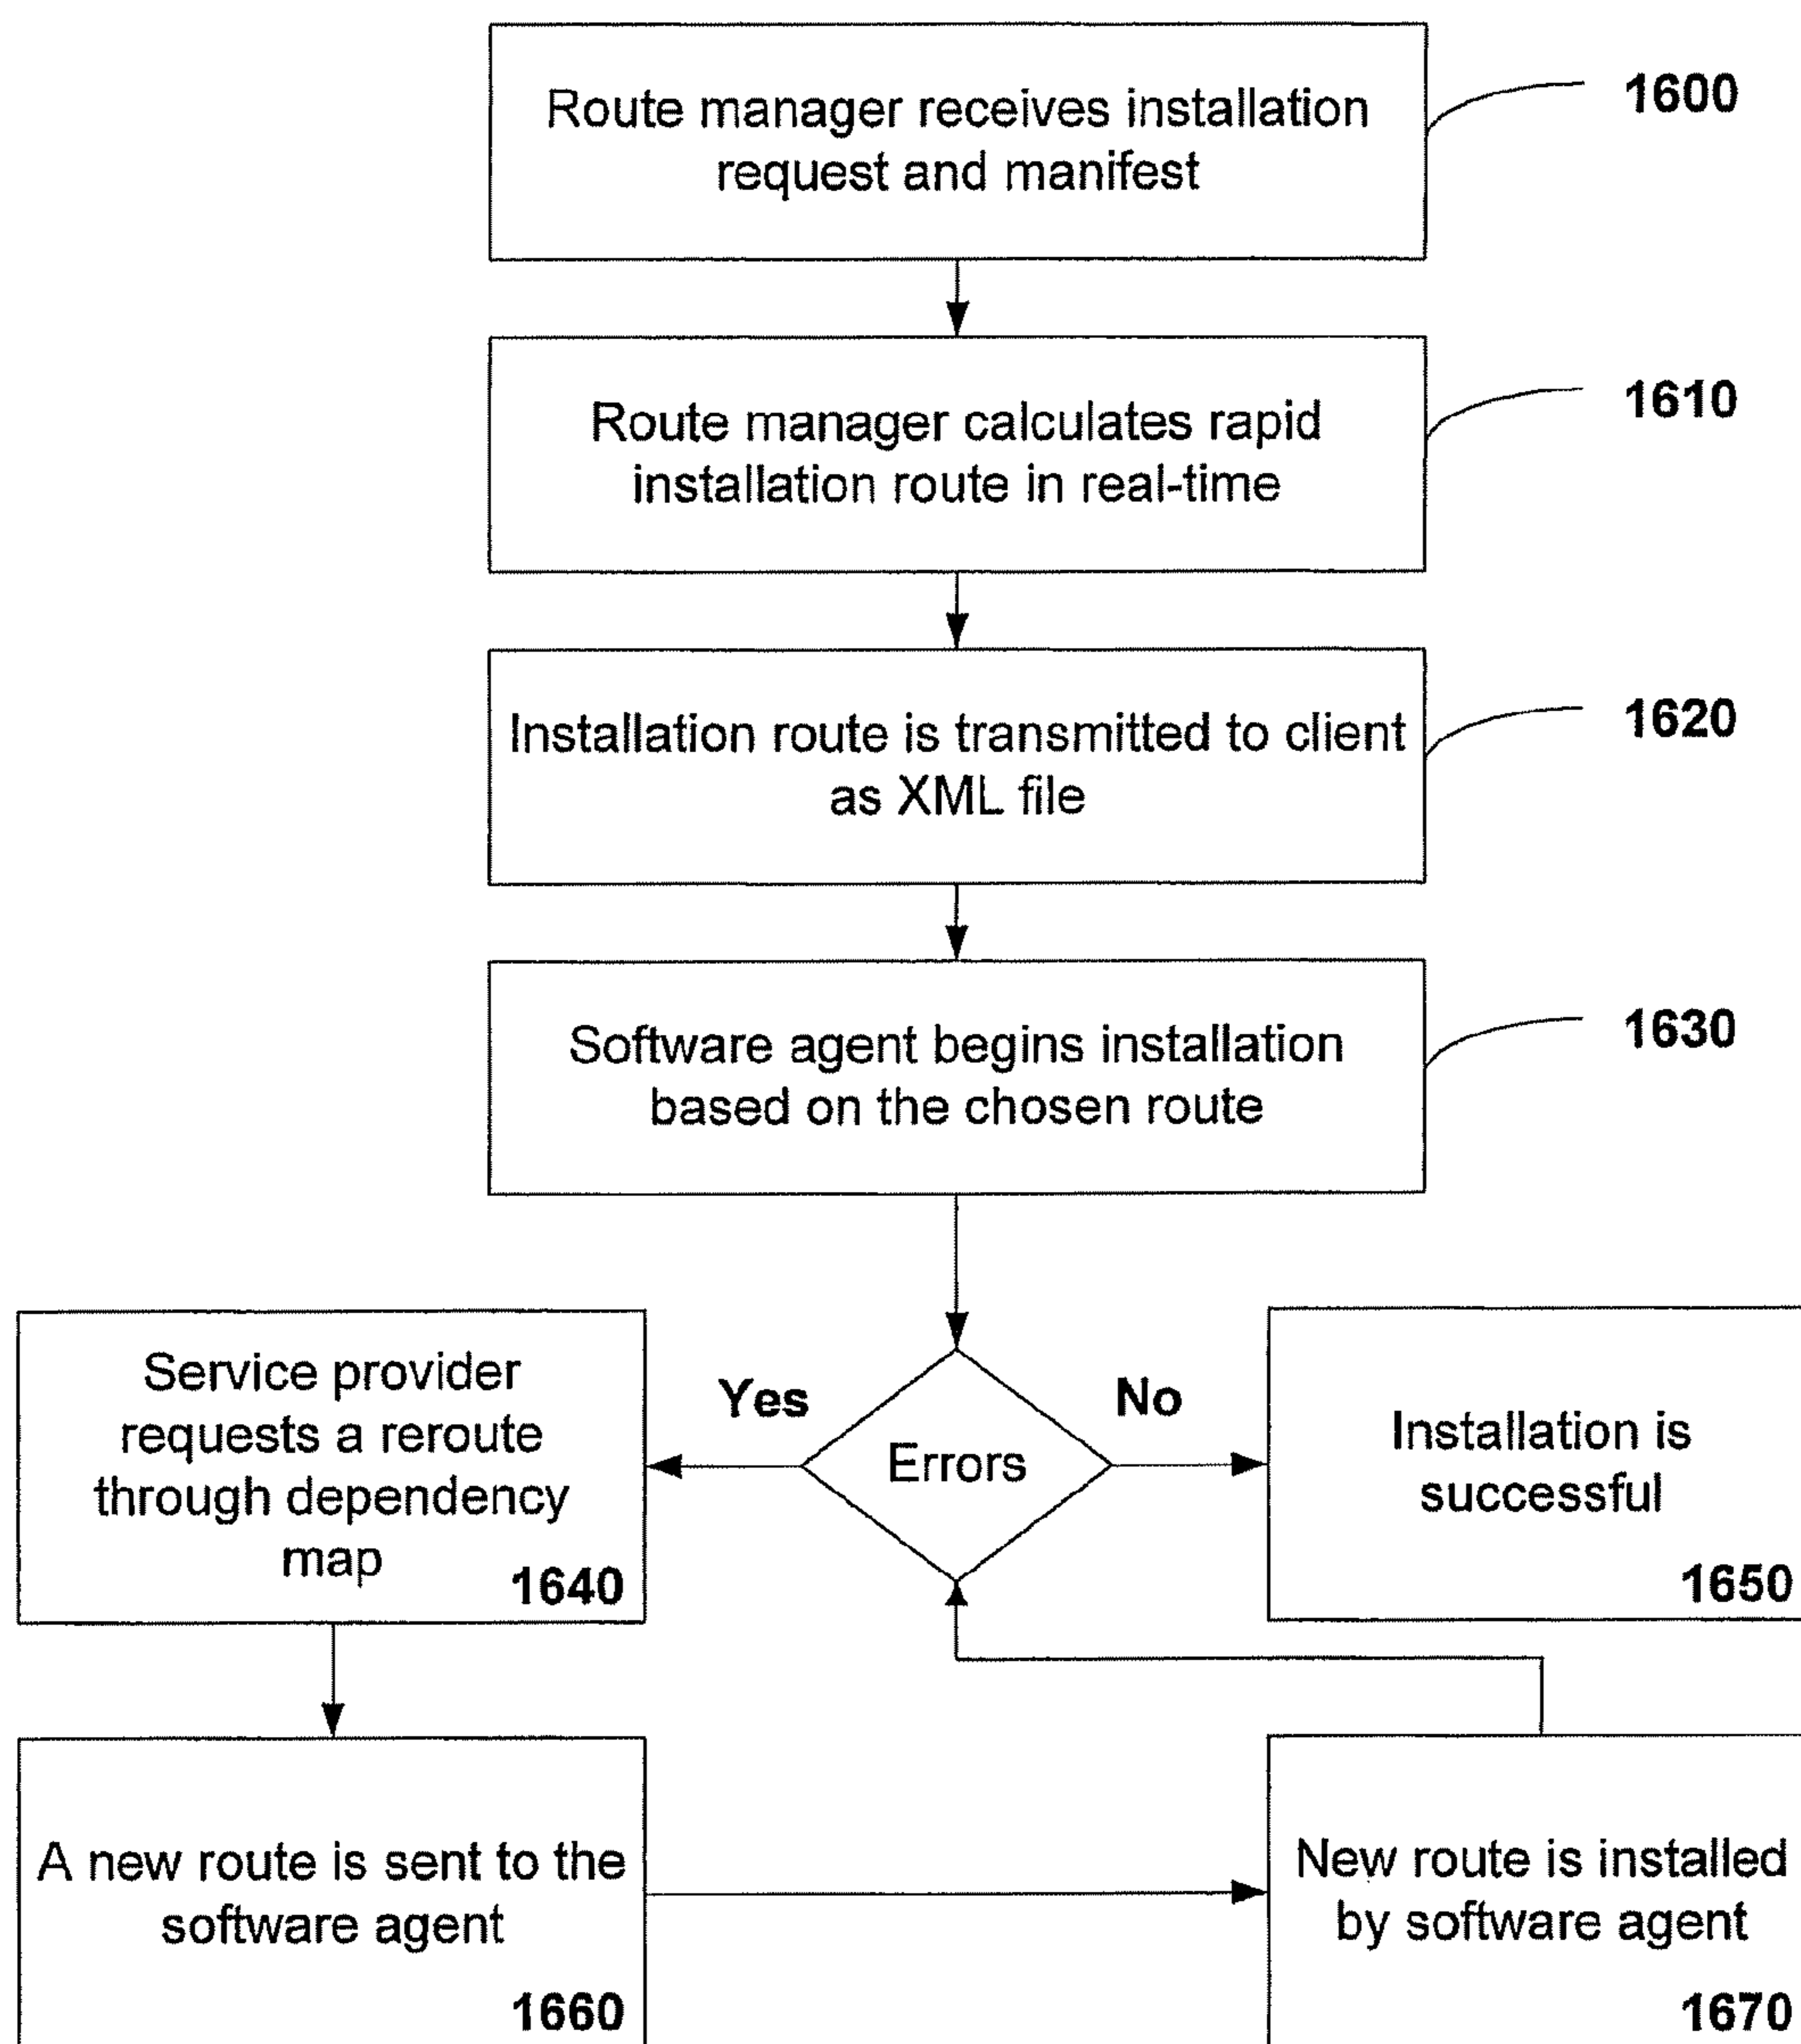 Route manager receives installation
request and manifest
1600
Route manager calculates rapid
installation route in real-time
1610
Installation route is transmitted to client
as XML file
1620
Software agent begins installation
based on the chosen route
1630
Service provider
requests a reroute
through dependency
map
1640
Yes
Errors
No
Installation is
successful
1650
A new route is sent to the
software agent
1660
New route is installed
by software agent
1670